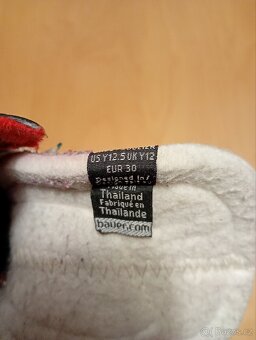 US Y12.5 UK Y12
EUR 30
Designed in/
Made in
Thailand
Fabriqué en
Thaïlande
bauer.com